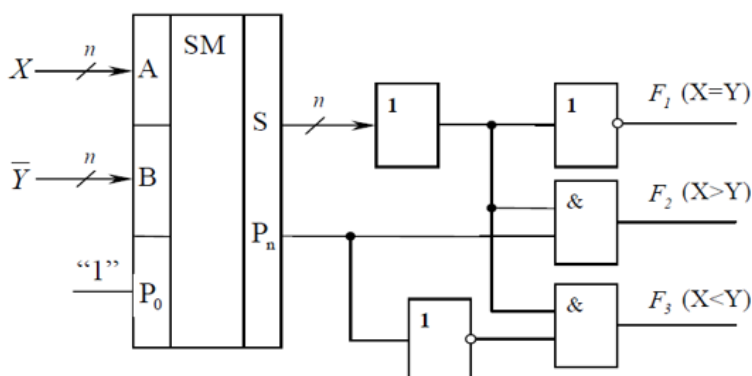 n
X
A
SM
n
S
1
1
F₁ (X=Y)
n
Y̅
B
&
F₂ (X>Y)
Pₙ
"1"
P₀
1
&
F₃ (X<Y)